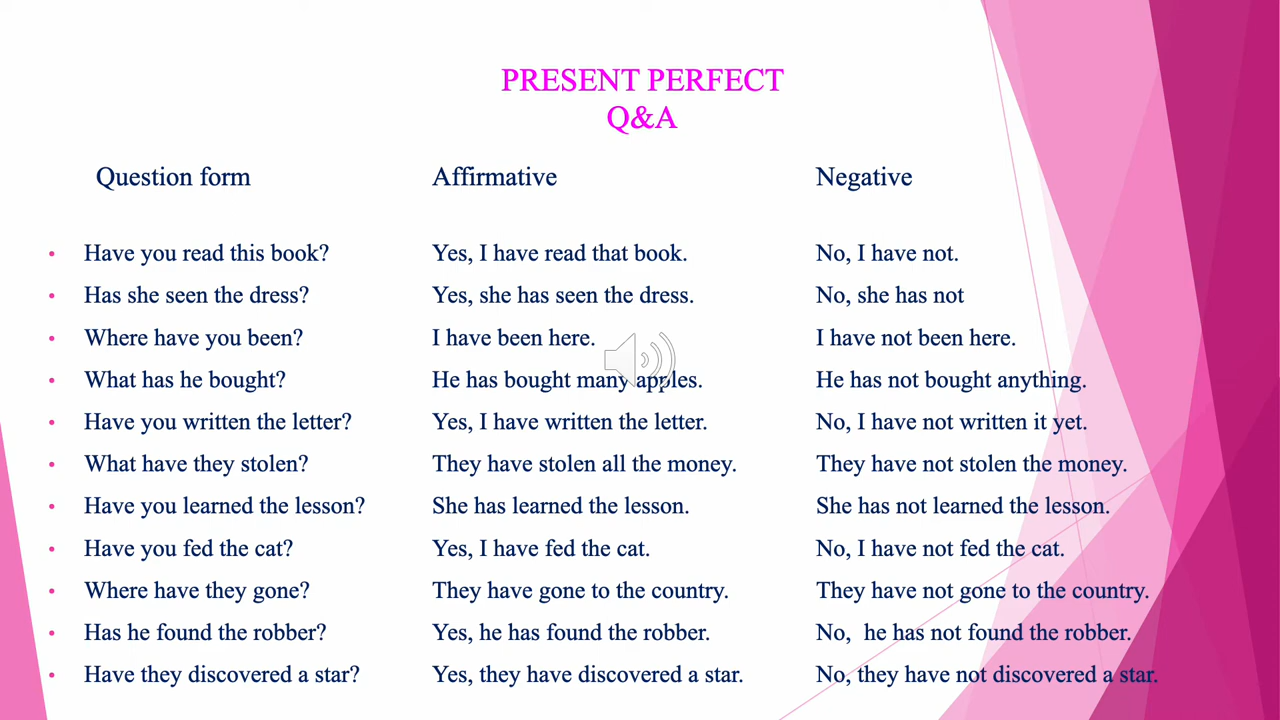 PRESENT PERFECT
Q&A
Question form Affirmative Negative
• Have you read this book? Yes, I have read that book. No, I have not.
• Has she seen the dress? Yes, she has seen the dress. No, she has not
• Where have you been? I have been here. I have not been here.
• What has he bought? He has bought many apples. He has not bought anything.
• Have you written the letter? Yes, I have written the letter. No, I have not written it yet.
• What have they stolen? They have stolen all the money. They have not stolen the money.
• Have you learned the lesson? She has learned the lesson. She has not learned the lesson.
• Have you fed the cat? Yes, I have fed the cat. No, I have not fed the cat.
• Where have they gone? They have gone to the country. They have not gone to the country.
• Has he found the robber? Yes, he has found the robber. No,  he has not found the robber.
• Have they discovered a star? Yes, they have discovered a star. No, they have not discovered a star.